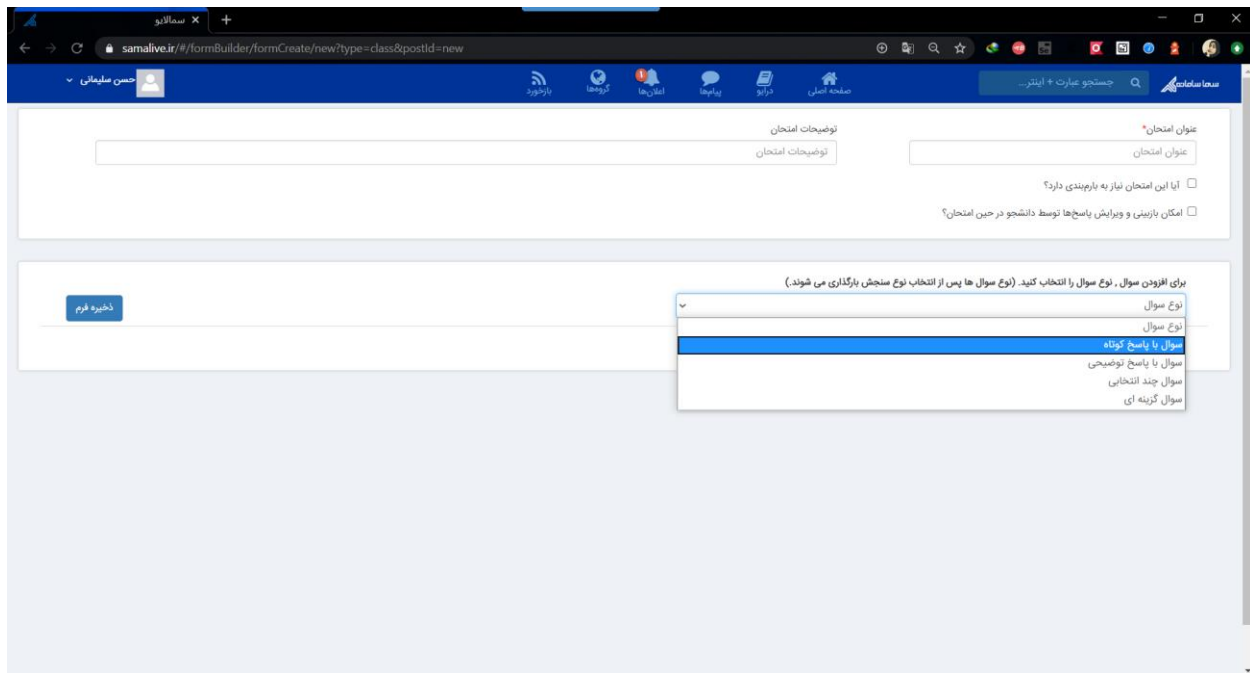 سمالایو
samalive.ir/#/formBuilder/formCreate/new?type=class&postId=new
جستجو عبارت + اینتر...
صفحه اصلی
درایو
پیام‌ها
1
اعلان‌ها
گروه‌ها
بازخورد
حسن سلیمانی
عنوان امتحان*
توضیحات امتحان
عنوان امتحان
توضیحات امتحان
آیا این امتحان نیاز به بارم‌بندی دارد؟
امکان بازبینی و ویرایش پاسخ‌ها توسط دانشجو در حین امتحان؟
برای افزودن سوال , نوع سوال را انتخاب کنید. (نوع سوال ها پس از انتخاب نوع سنجش بارگذاری می شوند.)
نوع سوال
ذخیره فرم
نوع سوال
سوال با پاسخ کوتاه
سوال با پاسخ توضیحی
سوال چند انتخابی
سوال گزینه ای